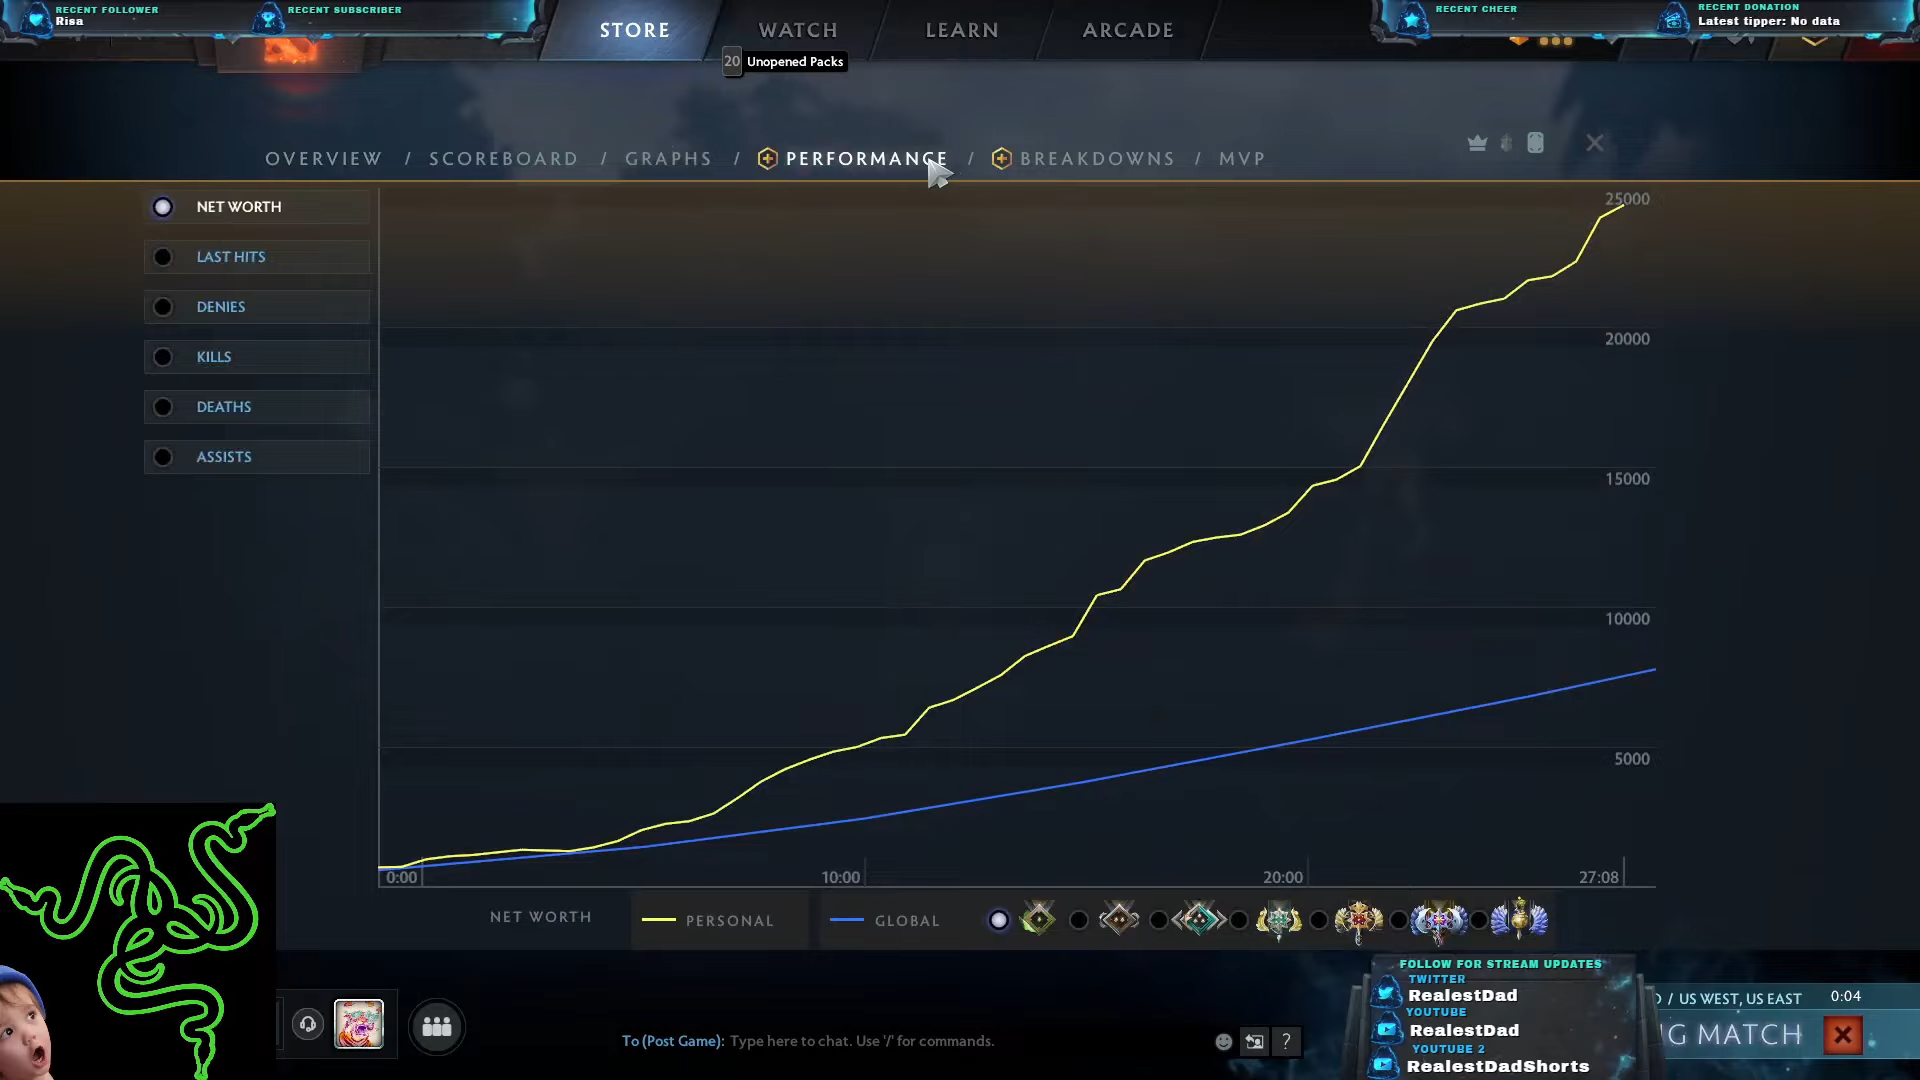 RECENT FOLLOWER
Risa
RECENT SUBSCRIBER
STORE
WATCH
LEARN
ARCADE
RECENT CHEER
RECENT DONATION
Latest tipper: No data
20 Unopened Packs
OVERVIEW / SCOREBOARD / GRAPHS / PERFORMANCE / BREAKDOWNS / MVP
NET WORTH
LAST HITS
DENIES
KILLS
DEATHS
ASSISTS
25000
20000
15000
10000
5000
0:00
10:00
20:00
27:08
NET WORTH
PERSONAL
GLOBAL
FOLLOW FOR STREAM UPDATES
TWITTER
RealestDad
YOUTUBE
RealestDad
YOUTUBE 2
RealestDadShorts
/ US WEST, US EAST
0:04
G MATCH
To (Post Game): Type here to chat. Use '/' for commands.
?